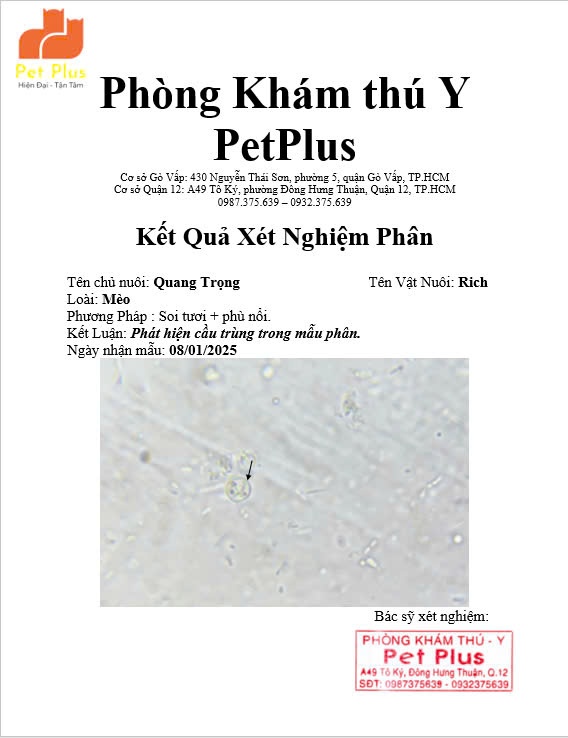 Pet Plus
Hiện Đại - Tận Tâm
Phòng Khám thú Y
PetPlus
Cơ sở Gò Vấp: 430 Nguyễn Thái Sơn, phường 5, quận Gò Vấp, TP.HCM
Cơ sở Quận 12: A49 Tô Ký, phường Đông Hưng Thuận, Quận 12, TP.HCM
0987.375.639 – 0932.375.639
Kết Quả Xét Nghiệm Phân
Tên chủ nuôi: Quang Trọng Tên Vật Nuôi: Rich
Loài: Mèo
Phương Pháp : Soi tươi + phù nổi.
Kết Luận: Phát hiện cầu trùng trong mẫu phân.
Ngày nhận mẫu: 08/01/2025
Bác sỹ xét nghiệm:
PHÒNG KHÁM THÚ - Y
Pet Plus
A49 Tô Ký, Đông Hưng Thuận, Q.12
SĐT: 0987375639 - 0932375639